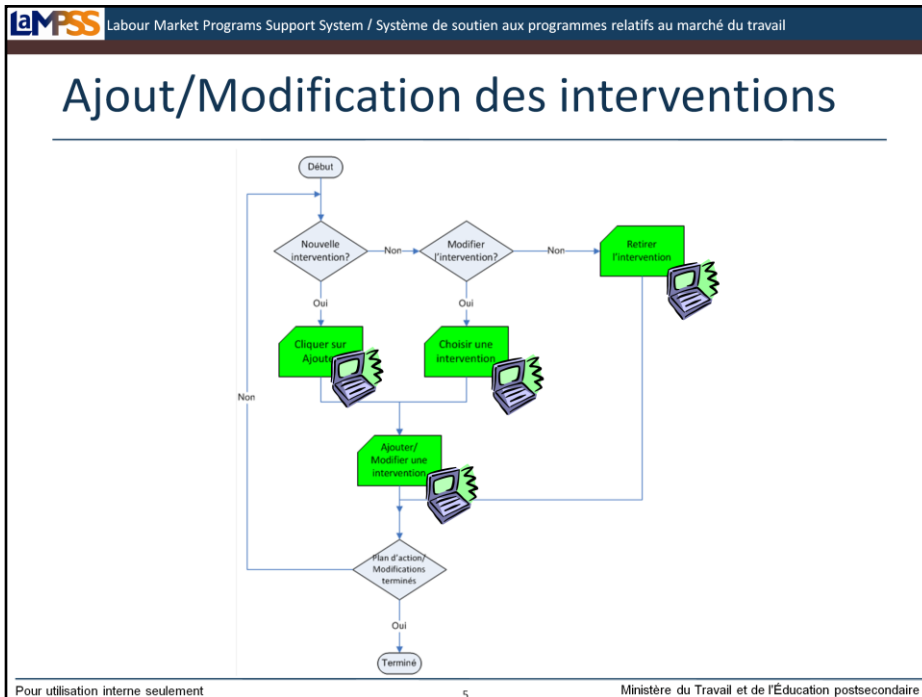 LaMPSS Labour Market Programs Support System / Système de soutien aux programmes relatifs au marché du travail
Ajout/Modification des interventions
Début
Nouvelle
intervention?
Non
Modifier
l'intervention?
Non
Retirer
l'intervention
Oui
Oui
Cliquer sur
Choisir une
intervention
Non
Ajouter/
Modifier une
intervention
Plan d'action/
Modifications
terminés
Oui
Terminé
Pour utilisation interne seulement
5
Ministère du Travail et de l'Éducation postsecondaire